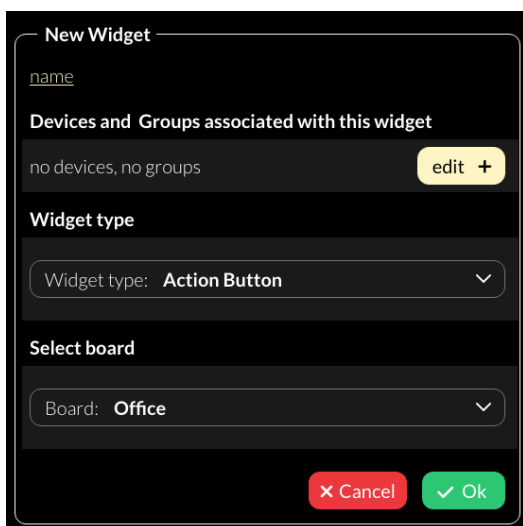 New Widget
name
Devices and Groups associated with this widget
no devices, no groups
edit +
Widget type
Widget type: Action Button
Select board
Board: Office
Cancel
Ok